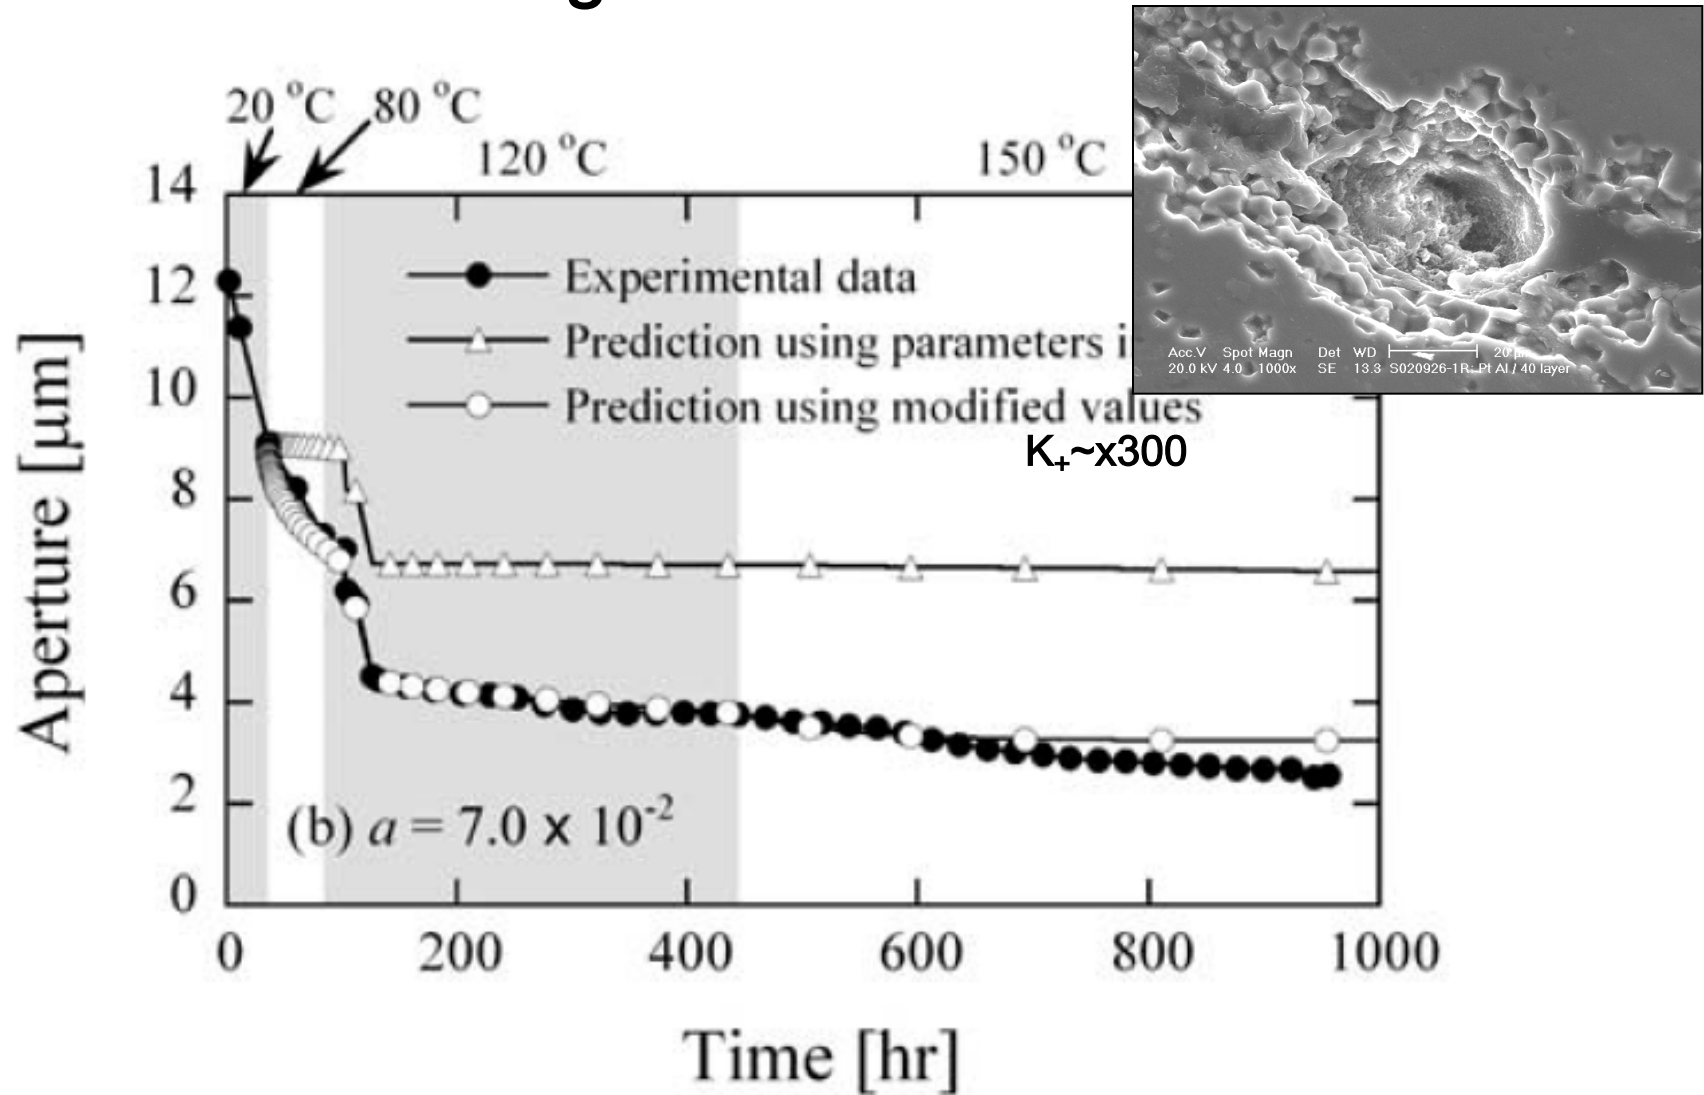 g
20 °C
80 °C
120 °C
150 °C
14
12
10
8
6
4
2
0
Aperture [μm]
Experimental data
Prediction using parameters
Prediction using modified values
K+~x300
(b) a = 7.0 x 10-2
0 200 400 600 800 1000
Time [hr]
Acc.V Spot Magn Det WD 20 μm
20.0 kV 4.0 1000x SE 13.3 S020926-1R: Pt Al / 40 layer